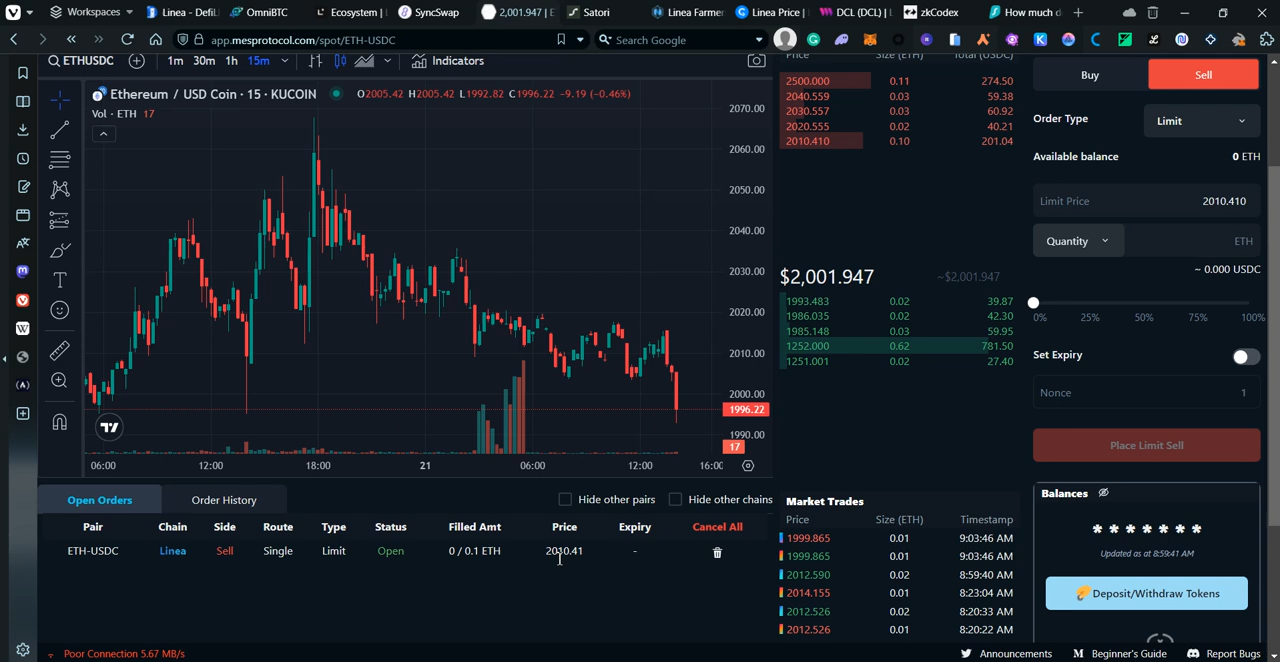 Workspaces
Linea - DefiL
OmniBTC
Ecosystem |
SyncSwap
2,001.947 | E
Satori
Linea Farmer
Linea Price |
DCL (DCL) | L
zkCodex
How much d
app.mesprotocol.com/spot/ETH-USDC
Search Google
ETHUSDC
1m 30m 1h 15m
Indicators
Ethereum / USD Coin · 15 · KUCOIN
O2005.42 H2005.42 L1992.82 C1996.22 -9.19 (-0.46%)
Vol · ETH 17
2070.00
2060.00
2050.00
2040.00
2030.00
2020.00
2010.00
2000.00
1996.22
1990.00
17
06:00 12:00 18:00 21 06:00 12:00 16:00
Price Size (ETH) Total (USDC)
2500.000 0.11 274.50
2040.559 0.03 59.38
2030.557 0.03 60.92
2020.555 0.02 40.21
2010.410 0.10 201.04
$2,001.947 ~$2,001.947
1993.483 0.02 39.87
1986.035 0.02 42.30
1985.148 0.03 59.95
1252.000 0.62 781.50
1251.001 0.02 27.40
Market Trades
Price Size (ETH) Timestamp
1999.865 0.01 9:03:46 AM
1999.865 0.01 9:03:46 AM
2012.590 0.02 8:59:40 AM
2014.155 0.01 8:23:04 AM
2012.526 0.02 8:20:33 AM
2012.526 0.01 8:20:22 AM
Buy Sell
Order Type Limit
Available balance 0 ETH
Limit Price 2010.410
Quantity ETH
~ 0.000 USDC
0% 25% 50% 75% 100%
Set Expiry
Nonce 1
Place Limit Sell
Balances
* * * * * * *
Updated as at 8:59:41 AM
Deposit/Withdraw Tokens
Open Orders Order History Hide other pairs Hide other chains
Pair Chain Side Route Type Status Filled Amt Price Expiry Cancel All
ETH-USDC Linea Sell Single Limit Open 0 / 0.1 ETH 2010.41 -
Poor Connection 5.67 MB/s
Announcements
Beginner's Guide
Report Bugs